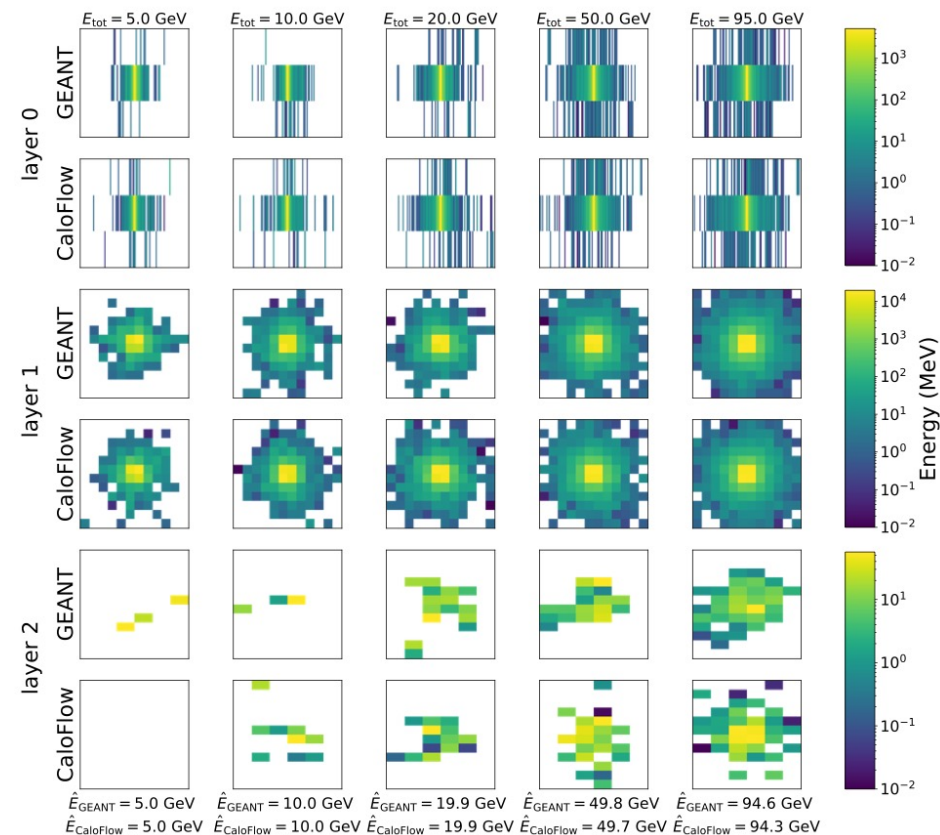 E_tot = 5.0 GeV E_tot = 10.0 GeV E_tot = 20.0 GeV E_tot = 50.0 GeV E_tot = 95.0 GeV
layer 0
GEANT
CaloFlow
10^3
10^2
10^1
10^0
10^-1
10^-2
layer 1
GEANT
CaloFlow
10^4
10^3
10^2
10^1
10^0
10^-1
10^-2
Energy (MeV)
layer 2
GEANT
CaloFlow
10^1
10^0
10^-1
10^-2
Ê_GEANT = 5.0 GeV Ê_GEANT = 10.0 GeV Ê_GEANT = 19.9 GeV Ê_GEANT = 49.8 GeV Ê_GEANT = 94.6 GeV
Ê_CaloFlow = 5.0 GeV Ê_CaloFlow = 10.0 GeV Ê_CaloFlow = 19.9 GeV Ê_CaloFlow = 49.7 GeV Ê_CaloFlow = 94.3 GeV